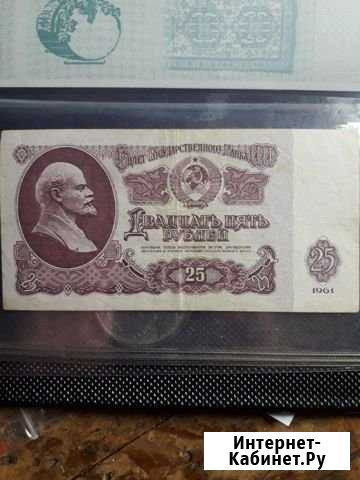 Билет Государственного Банка СССР
Двадцать пять
рублей
25
25
1961
Интернет-
Кабинет.Ру